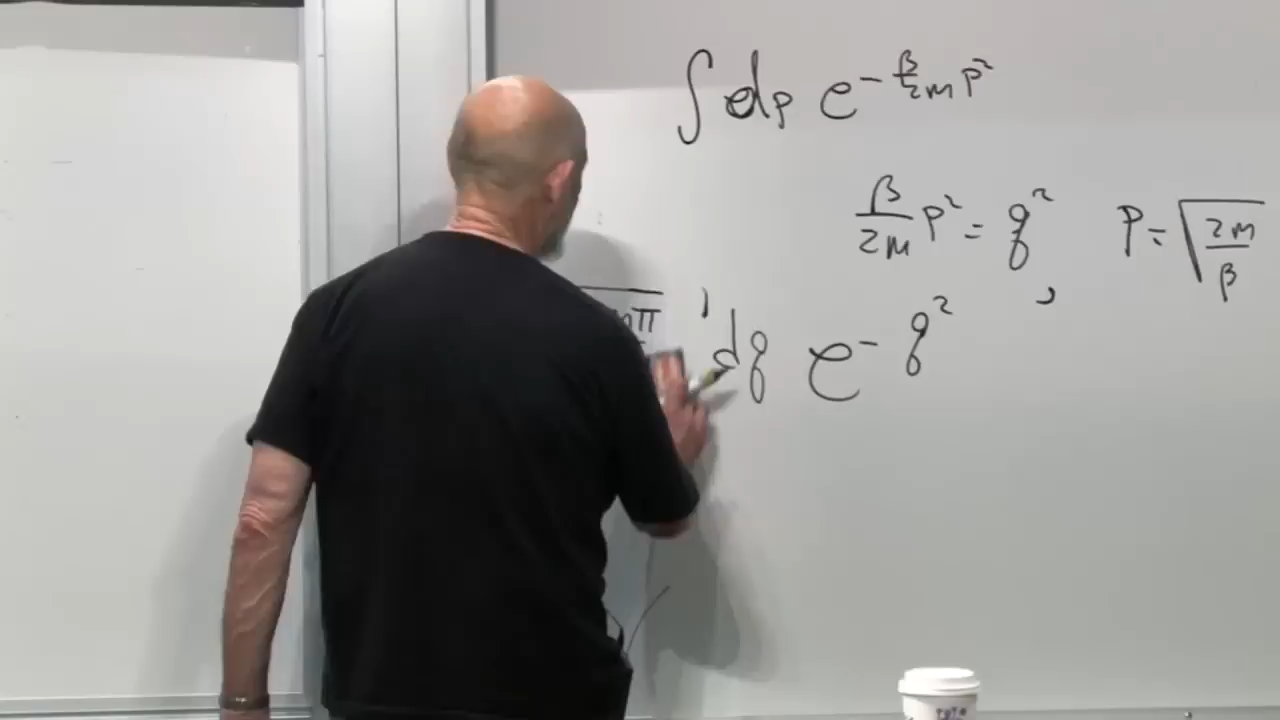 ∫ dp e^{-β/2m p²}
β/2m p² = q² , p = √(2m/β)
dq e^{-q²}
π